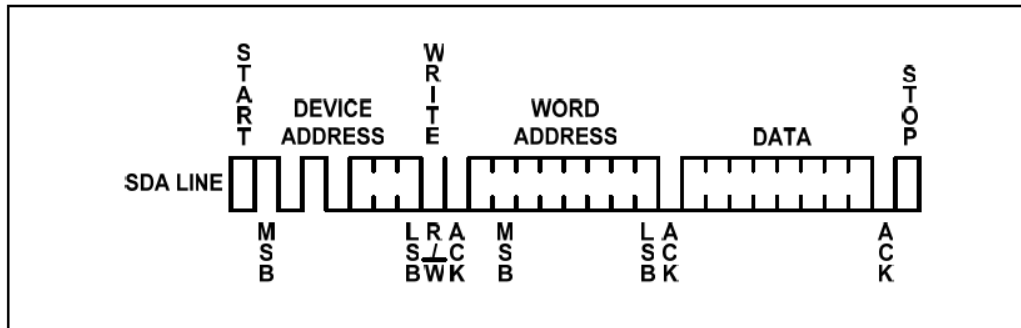 START
WRITE
STOP
DEVICE
ADDRESS
WORD
ADDRESS
DATA
SDA LINE
MSB
LSB
R/W
ACK
MSB
LSB
ACK
ACK